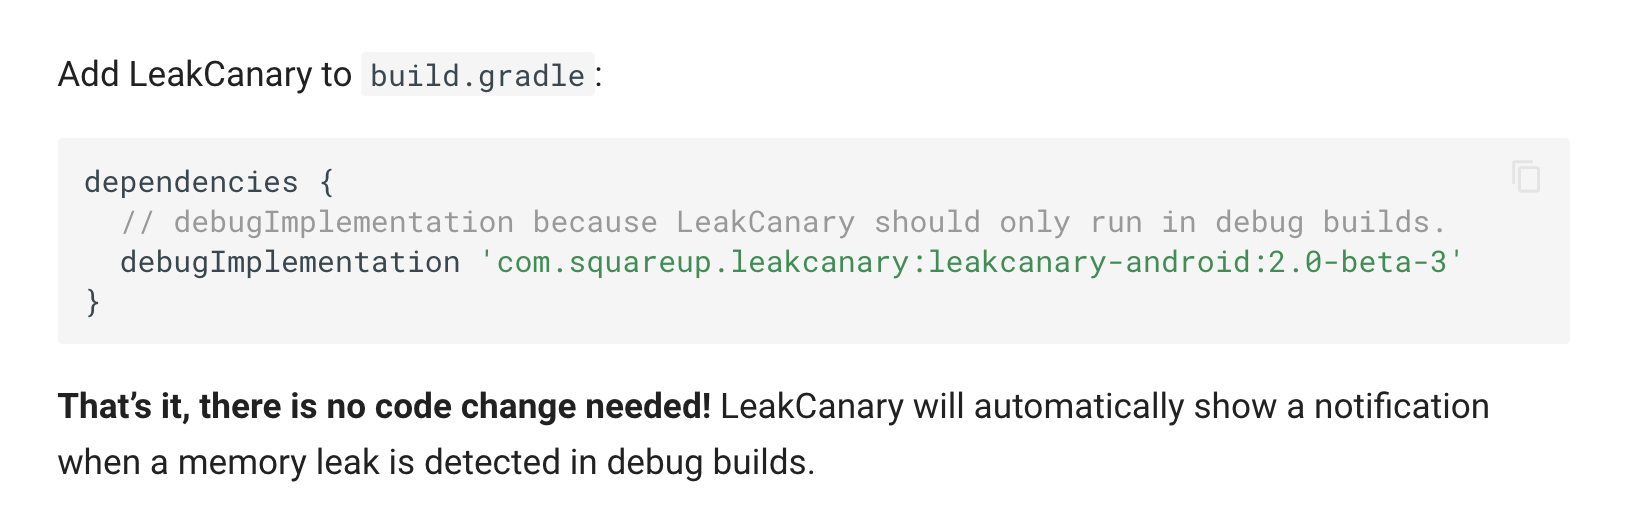 Add LeakCanary to build.gradle:
dependencies {
  // debugImplementation because LeakCanary should only run in debug builds.
  debugImplementation 'com.squareup.leakcanary:leakcanary-android:2.0-beta-3'
}
That’s it, there is no code change needed! LeakCanary will automatically show a notification
when a memory leak is detected in debug builds.